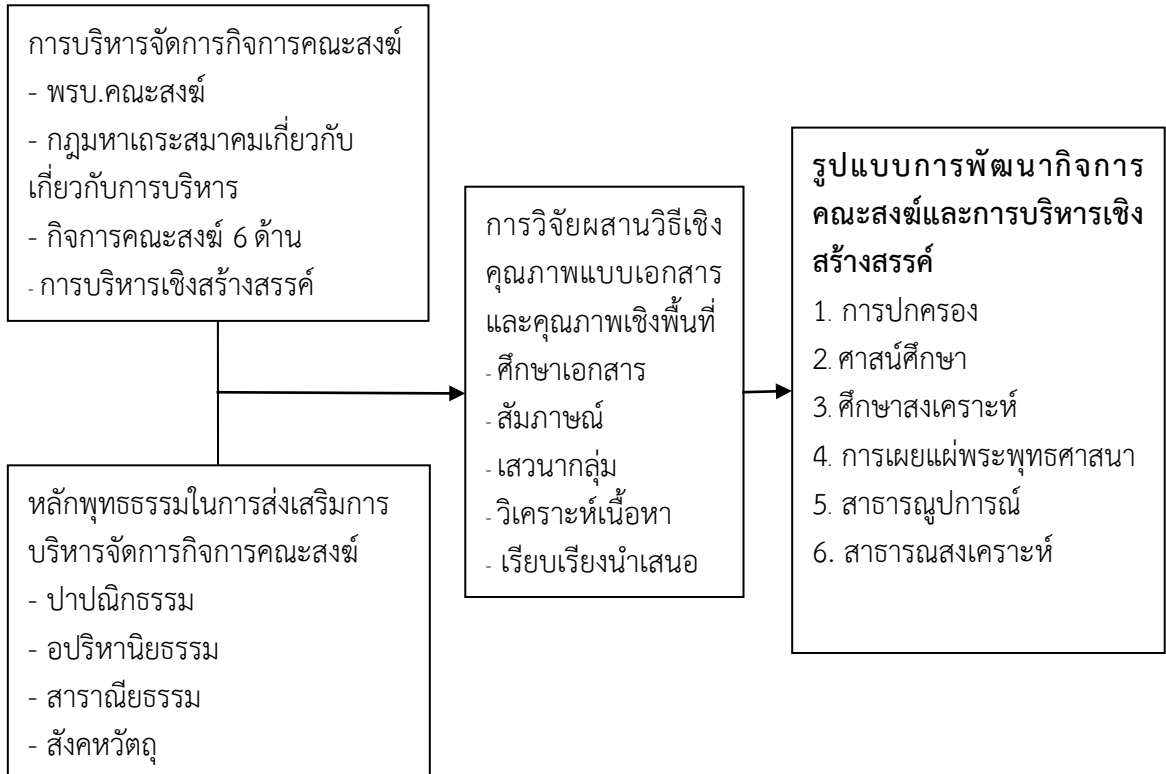 การบริหารจัดการกิจการคณะสงฆ์
- พรบ.คณะสงฆ์
- กฎมหาเถระสมาคมเกี่ยวกับ
เกี่ยวกับการบริหาร
- กิจการคณะสงฆ์ 6 ด้าน
- การบริหารเชิงสร้างสรรค์
หลักพุทธธรรมในการส่งเสริมการ
บริหารจัดการกิจการคณะสงฆ์
- ปาปณิกธรรม
- อปริหานิยธรรม
- สาราณียธรรม
- สังคหวัตถุ
การวิจัยผสานวิธีเชิง
คุณภาพแบบเอกสาร
และคุณภาพเชิงพื้นที่
- ศึกษาเอกสาร
- สัมภาษณ์
- เสวนากลุ่ม
- วิเคราะห์เนื้อหา
- เรียบเรียงนำเสนอ
รูปแบบการพัฒนากิจการ
คณะสงฆ์และการบริหารเชิง
สร้างสรรค์
1. การปกครอง
2. ศาสน์ศึกษา
3. ศึกษาสงเคราะห์
4. การเผยแผ่พระพุทธศาสนา
5. สาธารณูปการณ์
6. สาธารณสงเคราะห์